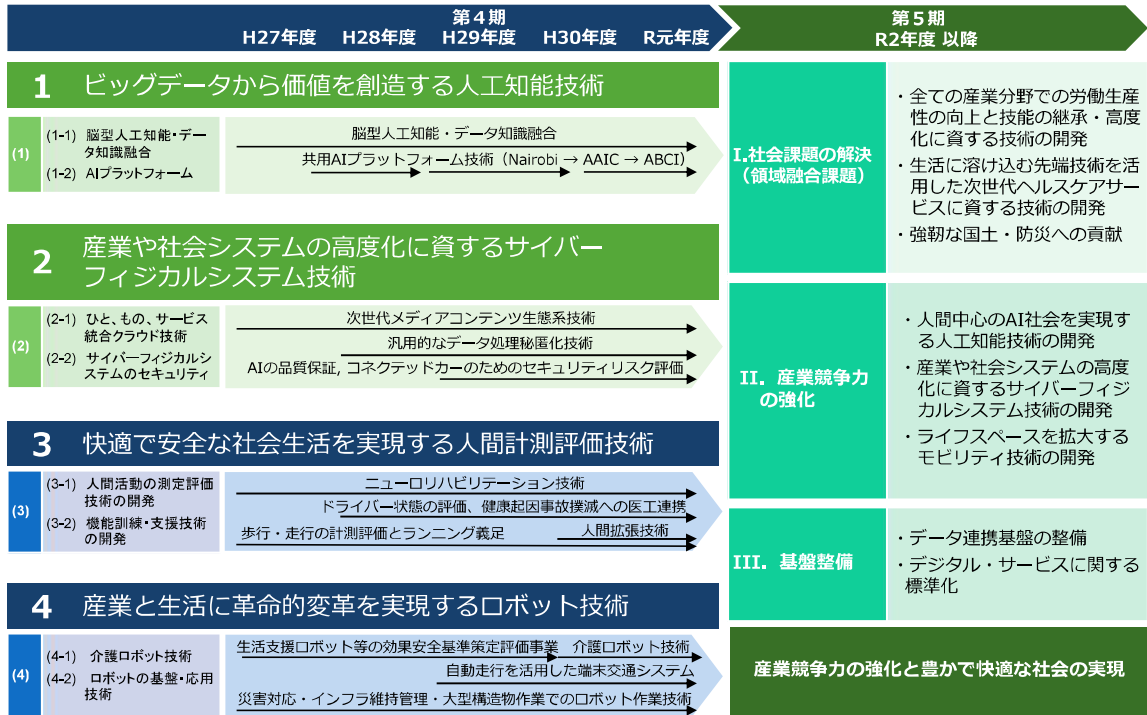 第4期
H27年度 H28年度 H29年度 H30年度 R元年度
第5期
R2年度 以降
1 ビッグデータから価値を創造する人工知能技術
(1)
(1-1) 脳型人工知能・デー
タ知識融合
(1-2) AIプラットフォーム
脳型人工知能・データ知識融合
共用AIプラットフォーム技術（Nairobi → AAIC → ABCI）
2 産業や社会システムの高度化に資するサイバー
フィジカルシステム技術
(2)
(2-1) ひと、もの、サービス
統合クラウド技術
(2-2) サイバーフィジカルシ
ステムのセキュリティ
次世代メディアコンテンツ生態系技術
汎用的なデータ処理秘匿化技術
AIの品質保証, コネクテッドカーのためのセキュリティリスク評価
3 快適で安全な社会生活を実現する人間計測評価技術
(3)
(3-1) 人間活動の測定評価
技術の開発
(3-2) 機能訓練・支援技術
の開発
ニューロリハビリテーション技術
ドライバー状態の評価、健康起因事故撲滅への医工連携
歩行・走行の計測評価とランニング義足
人間拡張技術
4 産業と生活に革命的変革を実現するロボット技術
(4)
(4-1) 介護ロボット技術
(4-2) ロボットの基盤・応用
技術
生活支援ロボット等の効果安全基準策定評価事業 介護ロボット技術
自動走行を活用した端末交通システム
災害対応・インフラ維持管理・大型構造物作業でのロボット作業技術
I.社会課題の解決
（領域融合課題）
・全ての産業分野での労働生産
性の向上と技能の継承・高度
化に資する技術の開発
・生活に溶け込む先端技術を活
用した次世代ヘルスケアサー
ビスに資する技術の開発
・強靭な国土・防災への貢献
II. 産業競争力
の強化
・人間中心のAI社会を実現す
る人工知能技術の開発
・産業や社会システムの高度
化に資するサイバーフィジ
カルシステム技術の開発
・ライフスペースを拡大する
モビリティ技術の開発
III. 基盤整備
・データ連携基盤の整備
・デジタル・サービスに関する
標準化
産業競争力の強化と豊かで快適な社会の実現